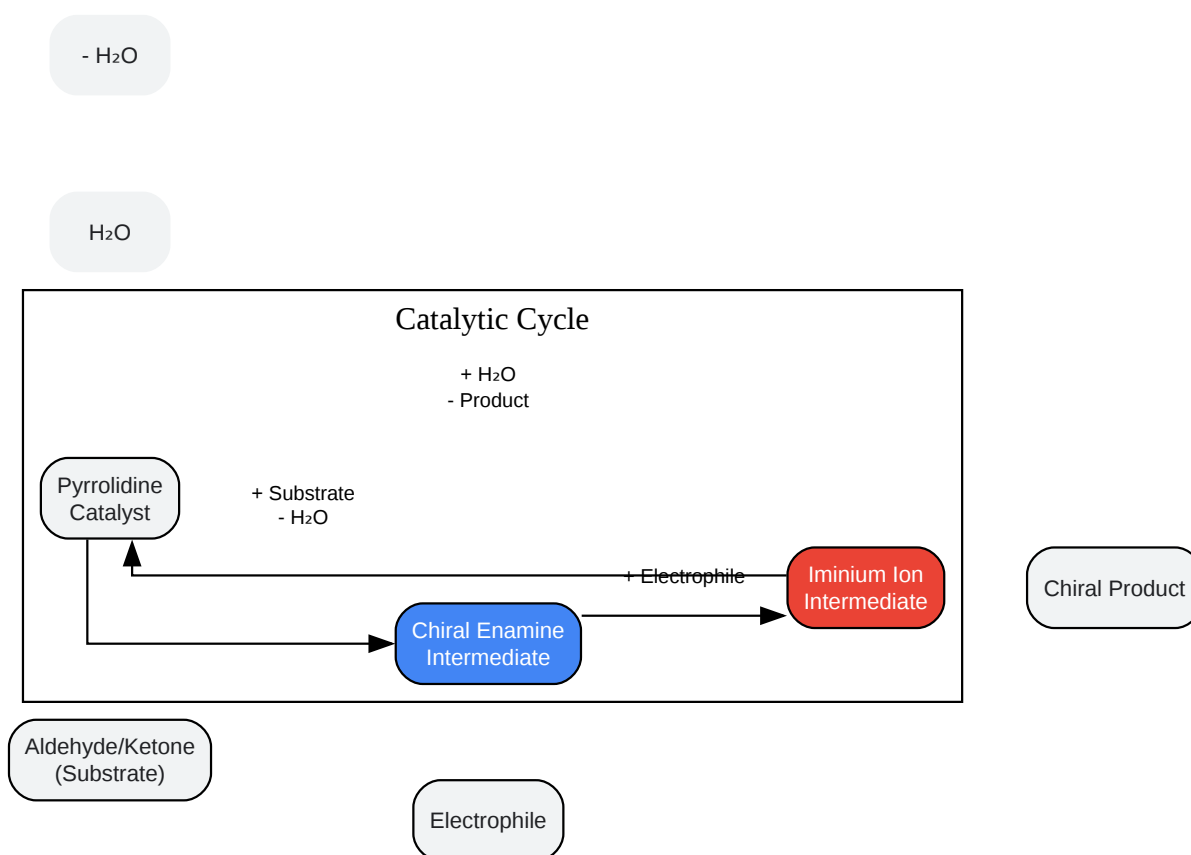 - H₂O
H₂O
Catalytic Cycle
+ H₂O
- Product
Pyrrolidine
Catalyst
+ Substrate
- H₂O
+ Electrophile
Iminium Ion
Intermediate
Chiral Product
Chiral Enamine
Intermediate
Aldehyde/Ketone
(Substrate)
Electrophile